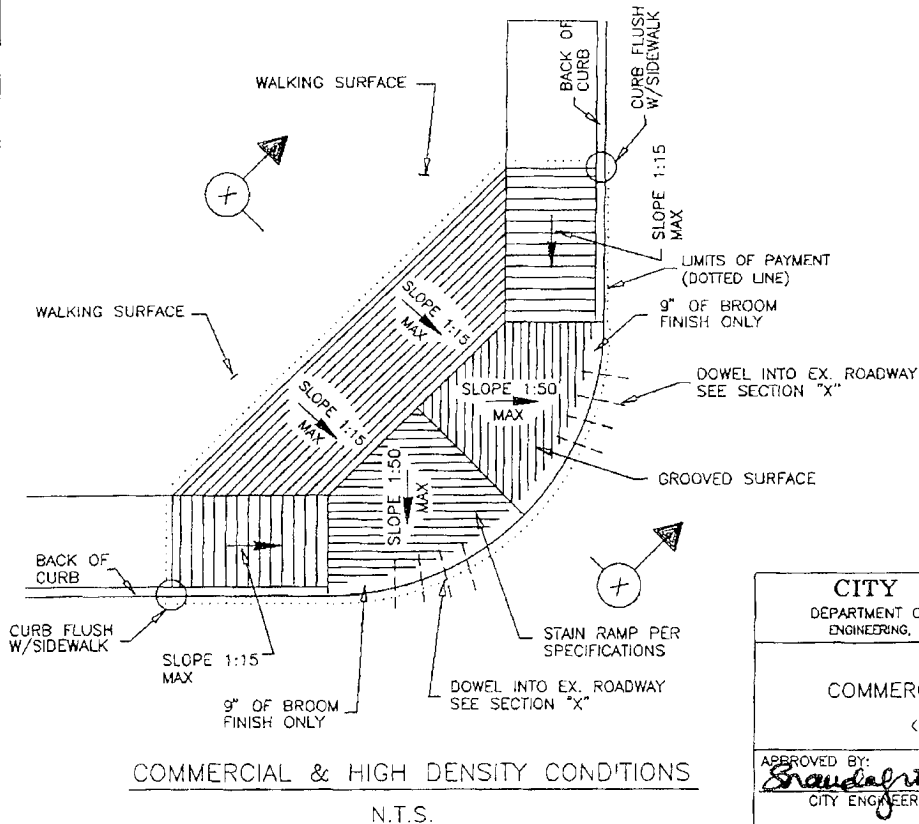 WALKING SURFACE
BACK OF
CURB
CURB FLUSH
W/SIDEWALK
SLOPE 1:15
MAX
LIMITS OF PAYMENT
(DOTTED LINE)
9" OF BROOM
FINISH ONLY
DOWEL INTO EX. ROADWAY
SEE SECTION "X"
GROOVED SURFACE
X
WALKING SURFACE
SLOPE 1:15
MAX
SLOPE 1:15
MAX
SLOPE 1:50
MAX
SLOPE 1:50
MAX
BACK OF
CURB
CURB FLUSH
W/SIDEWALK
SLOPE 1:15
MAX
9" OF BROOM
FINISH ONLY
DOWEL INTO EX. ROADWAY
SEE SECTION "X"
STAIN RAMP PER
SPECIFICATIONS
X
COMMERCIAL & HIGH DENSITY CONDITIONS
N.T.S.
CITY
DEPARTMENT
ENGINEERING,
APPROVED BY:
CITY ENGINEER